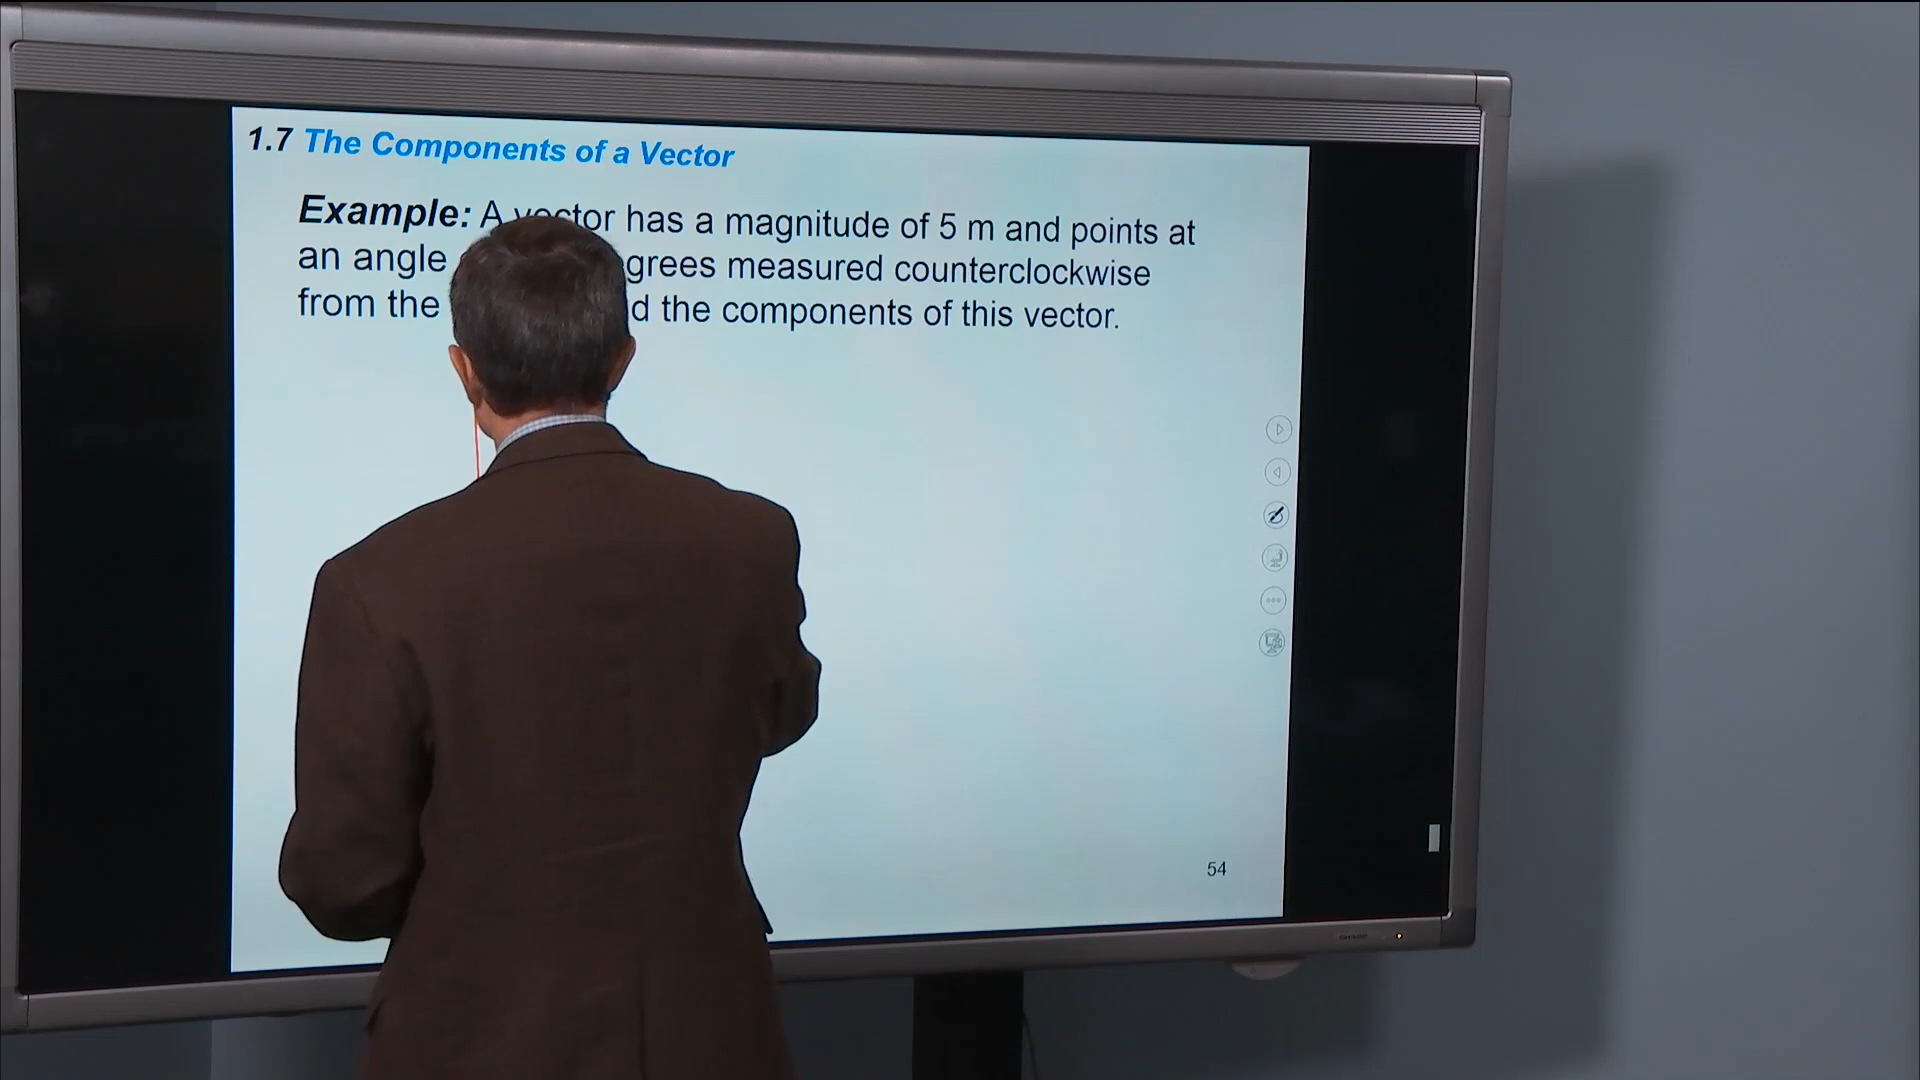 1.7 The Components of a Vector
Example: A vector has a magnitude of 5 m and points at
an angle grees measured counterclockwise
from the d the components of this vector.
54
SHARP